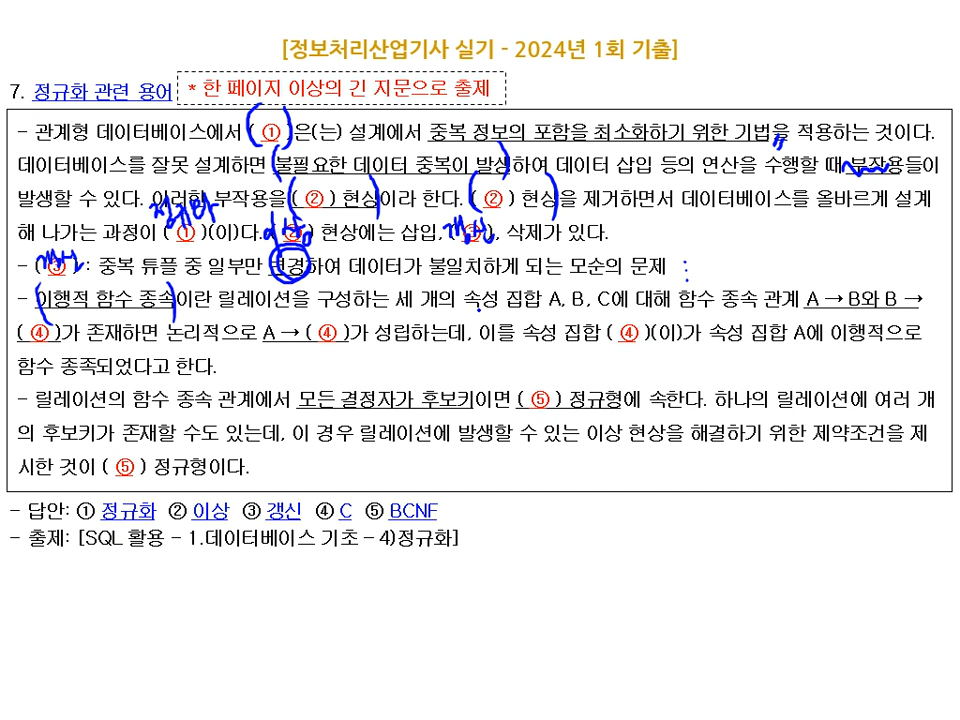 [정보처리산업기사 실기 - 2024년 1회 기출]
7. 정규화 관련 용어 * 한 페이지 이상의 긴 지문으로 출제
- 관계형 데이터베이스에서 ( ① )은(는) 설계에서 중복 정보의 포함을 최소화하기 위한 기법을 적용하는 것이다.
데이터베이스를 잘못 설계하면 불필요한 데이터 중복이 발생하여 데이터 삽입 등의 연산을 수행할 때 부작용들이
발생할 수 있다. 이러한 부작용을 ( ② ) 현상이라 한다. ( ② ) 현상을 제거하면서 데이터베이스를 올바르게 설계
정규화 이상 갱신
해 나가는 과정이 ( ① )(이)다. ( ② ) 현상에는 삽입, ( ③ ), 삭제가 있다.
갱신
- ( ③ ) : 중복 튜플 중 일부만 변경하여 데이터가 불일치하게 되는 모순의 문제
- 이행적 함수 종속이란 릴레이션을 구성하는 세 개의 속성 집합 A, B, C에 대해 함수 종속 관계 A → B와 B →
( ④ )가 존재하면 논리적으로 A → ( ④ )가 성립하는데, 이를 속성 집합 ( ④ )(이)가 속성 집합 A에 이행적으로
함수 종족되었다고 한다.
- 릴레이션의 함수 종속 관계에서 모든 결정자가 후보키이면 ( ⑤ ) 정규형에 속한다. 하나의 릴레이션에 여러 개
의 후보키가 존재할 수도 있는데, 이 경우 릴레이션에 발생할 수 있는 이상 현상을 해결하기 위한 제약조건을 제
시한 것이 ( ⑤ ) 정규형이다.
- 답안: ① 정규화 ② 이상 ③ 갱신 ④ C ⑤ BCNF
- 출제: [SQL 활용 - 1.데이터베이스 기초 - 4)정규화]